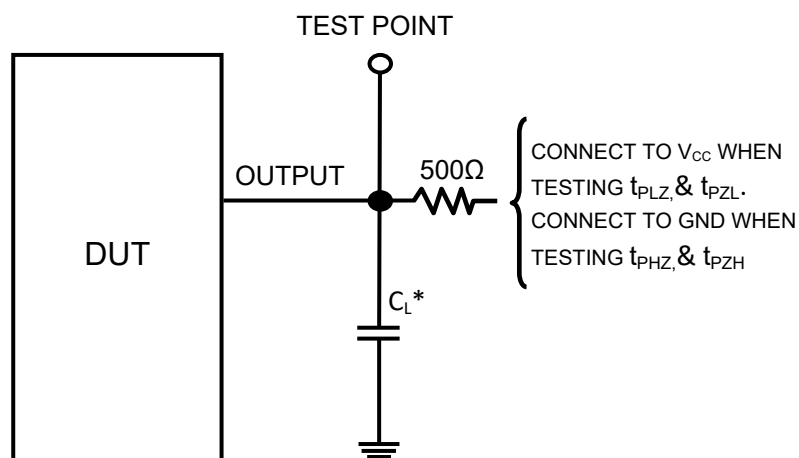 TEST POINT
OUTPUT
500Ω
CONNECT TO VCC WHEN
TESTING tPLZ,& tPZL.
CONNECT TO GND WHEN
TESTING tPHZ,& tPZH
DUT
CL*